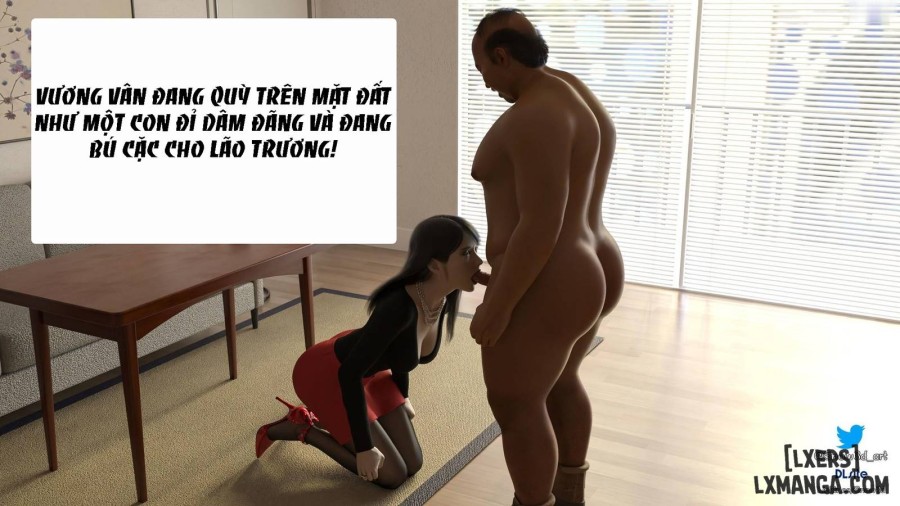 VƯƠNG VÂN ĐANG QUỲ TRÊN MẶT ĐẤT
NHƯ MỘT CON ĐỈ DÂM ĐÃNG VÀ ĐANG
BÚ CẶC CHO LÃO TRƯƠNG!
[LXERS]
LXMANGA.COM